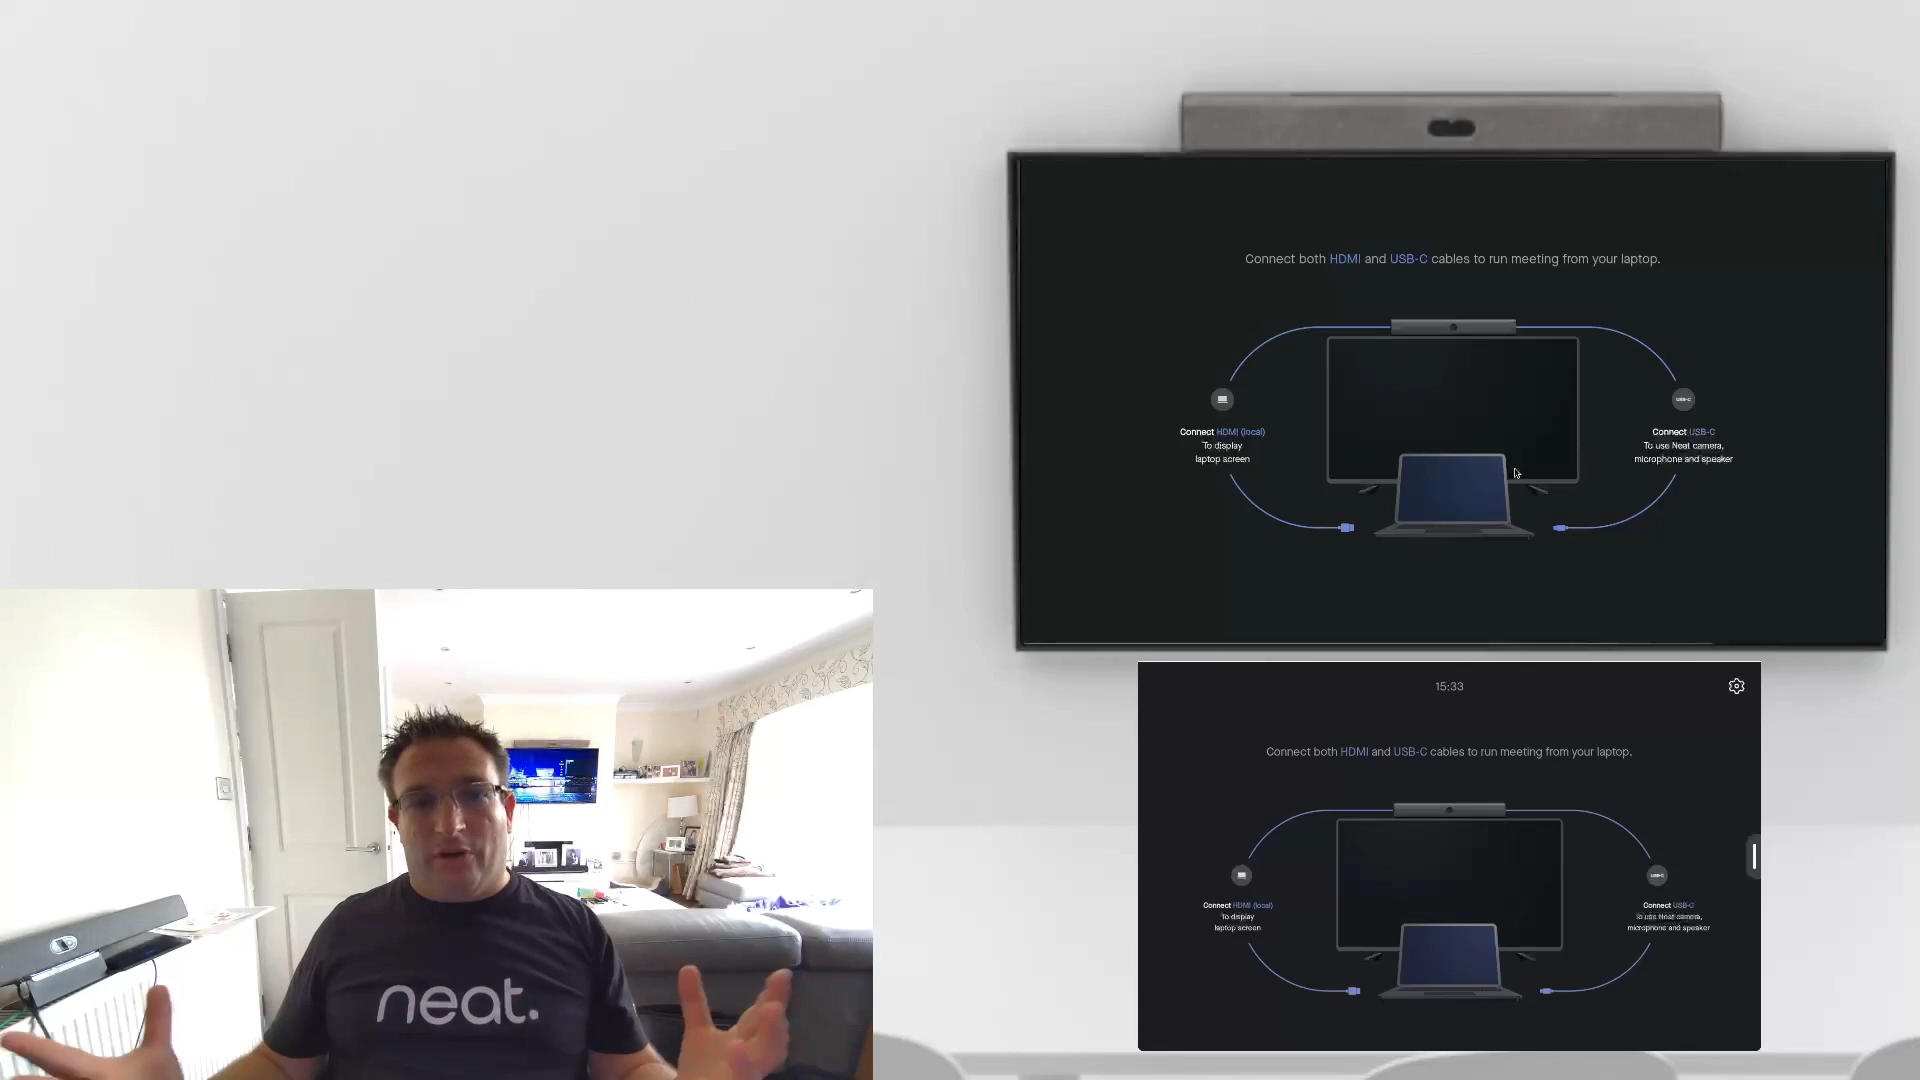 Connect both HDMI and USB-C cables to run meeting from your laptop.
USB-C
Connect HDMI (local)
To display
laptop screen
Connect USB-C
To use Neat camera,
microphone and speaker
15:33
Connect both HDMI and USB-C cables to run meeting from your laptop.
USB-C
Connect HDMI (local)
To display
laptop screen
Connect USB-C
To use Neat camera,
microphone and speaker
neat.